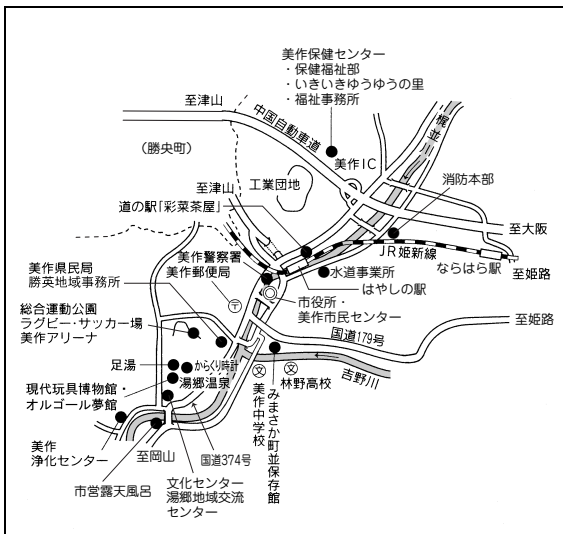 美作保健センター
・保健福祉部
・いきいきゆうゆうの里
・福祉事務所
至津山
中国自動車道
梶並川
(勝央町)
美作IC
至津山
工業団地
消防本部
道の駅「彩菜茶屋」
至大阪
JR姫新線
ならはら駅
美作警察署
美作郵便局
水道事業所
至姫路
美作県民局
勝英地域事務所
はやしの駅
市役所・
美作市民センター
総合運動公園
ラグビー・サッカー場
美作アリーナ
国道179号
至姫路
足湯
からくり時計
湯郷温泉
現代玩具博物館・
オルゴール夢館
美作中学校
林野高校
吉野川
みまさか町並保存館
美作
浄化センター
至岡山
国道374号
市営露天風呂
文化センター
湯郷地域交流
センター